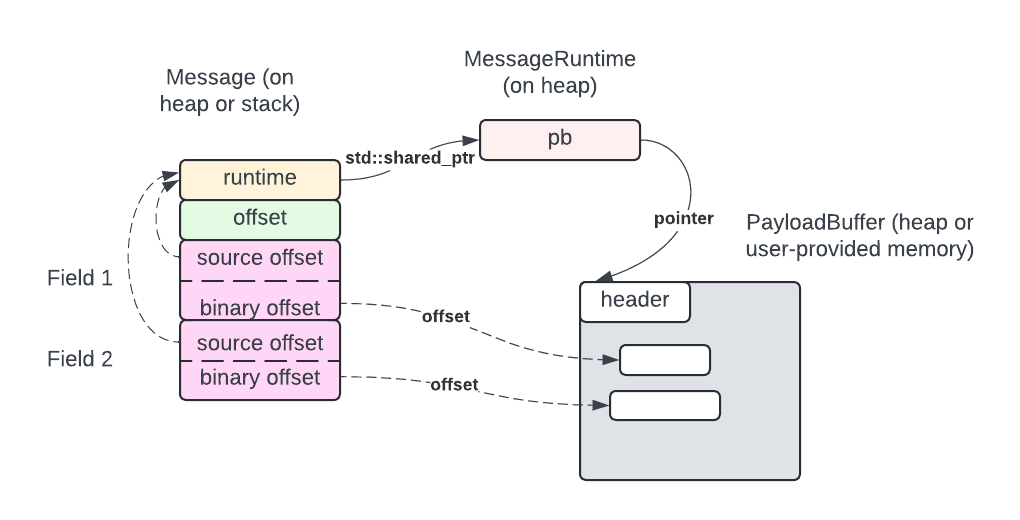 MessageRuntime
(on heap)
Message (on
heap or stack)
pb
std::shared_ptr
runtime
offset
pointer
PayloadBuffer (heap or
user-provided memory)
source offset
Field 1
binary offset
header
offset
source offset
Field 2
binary offset
offset